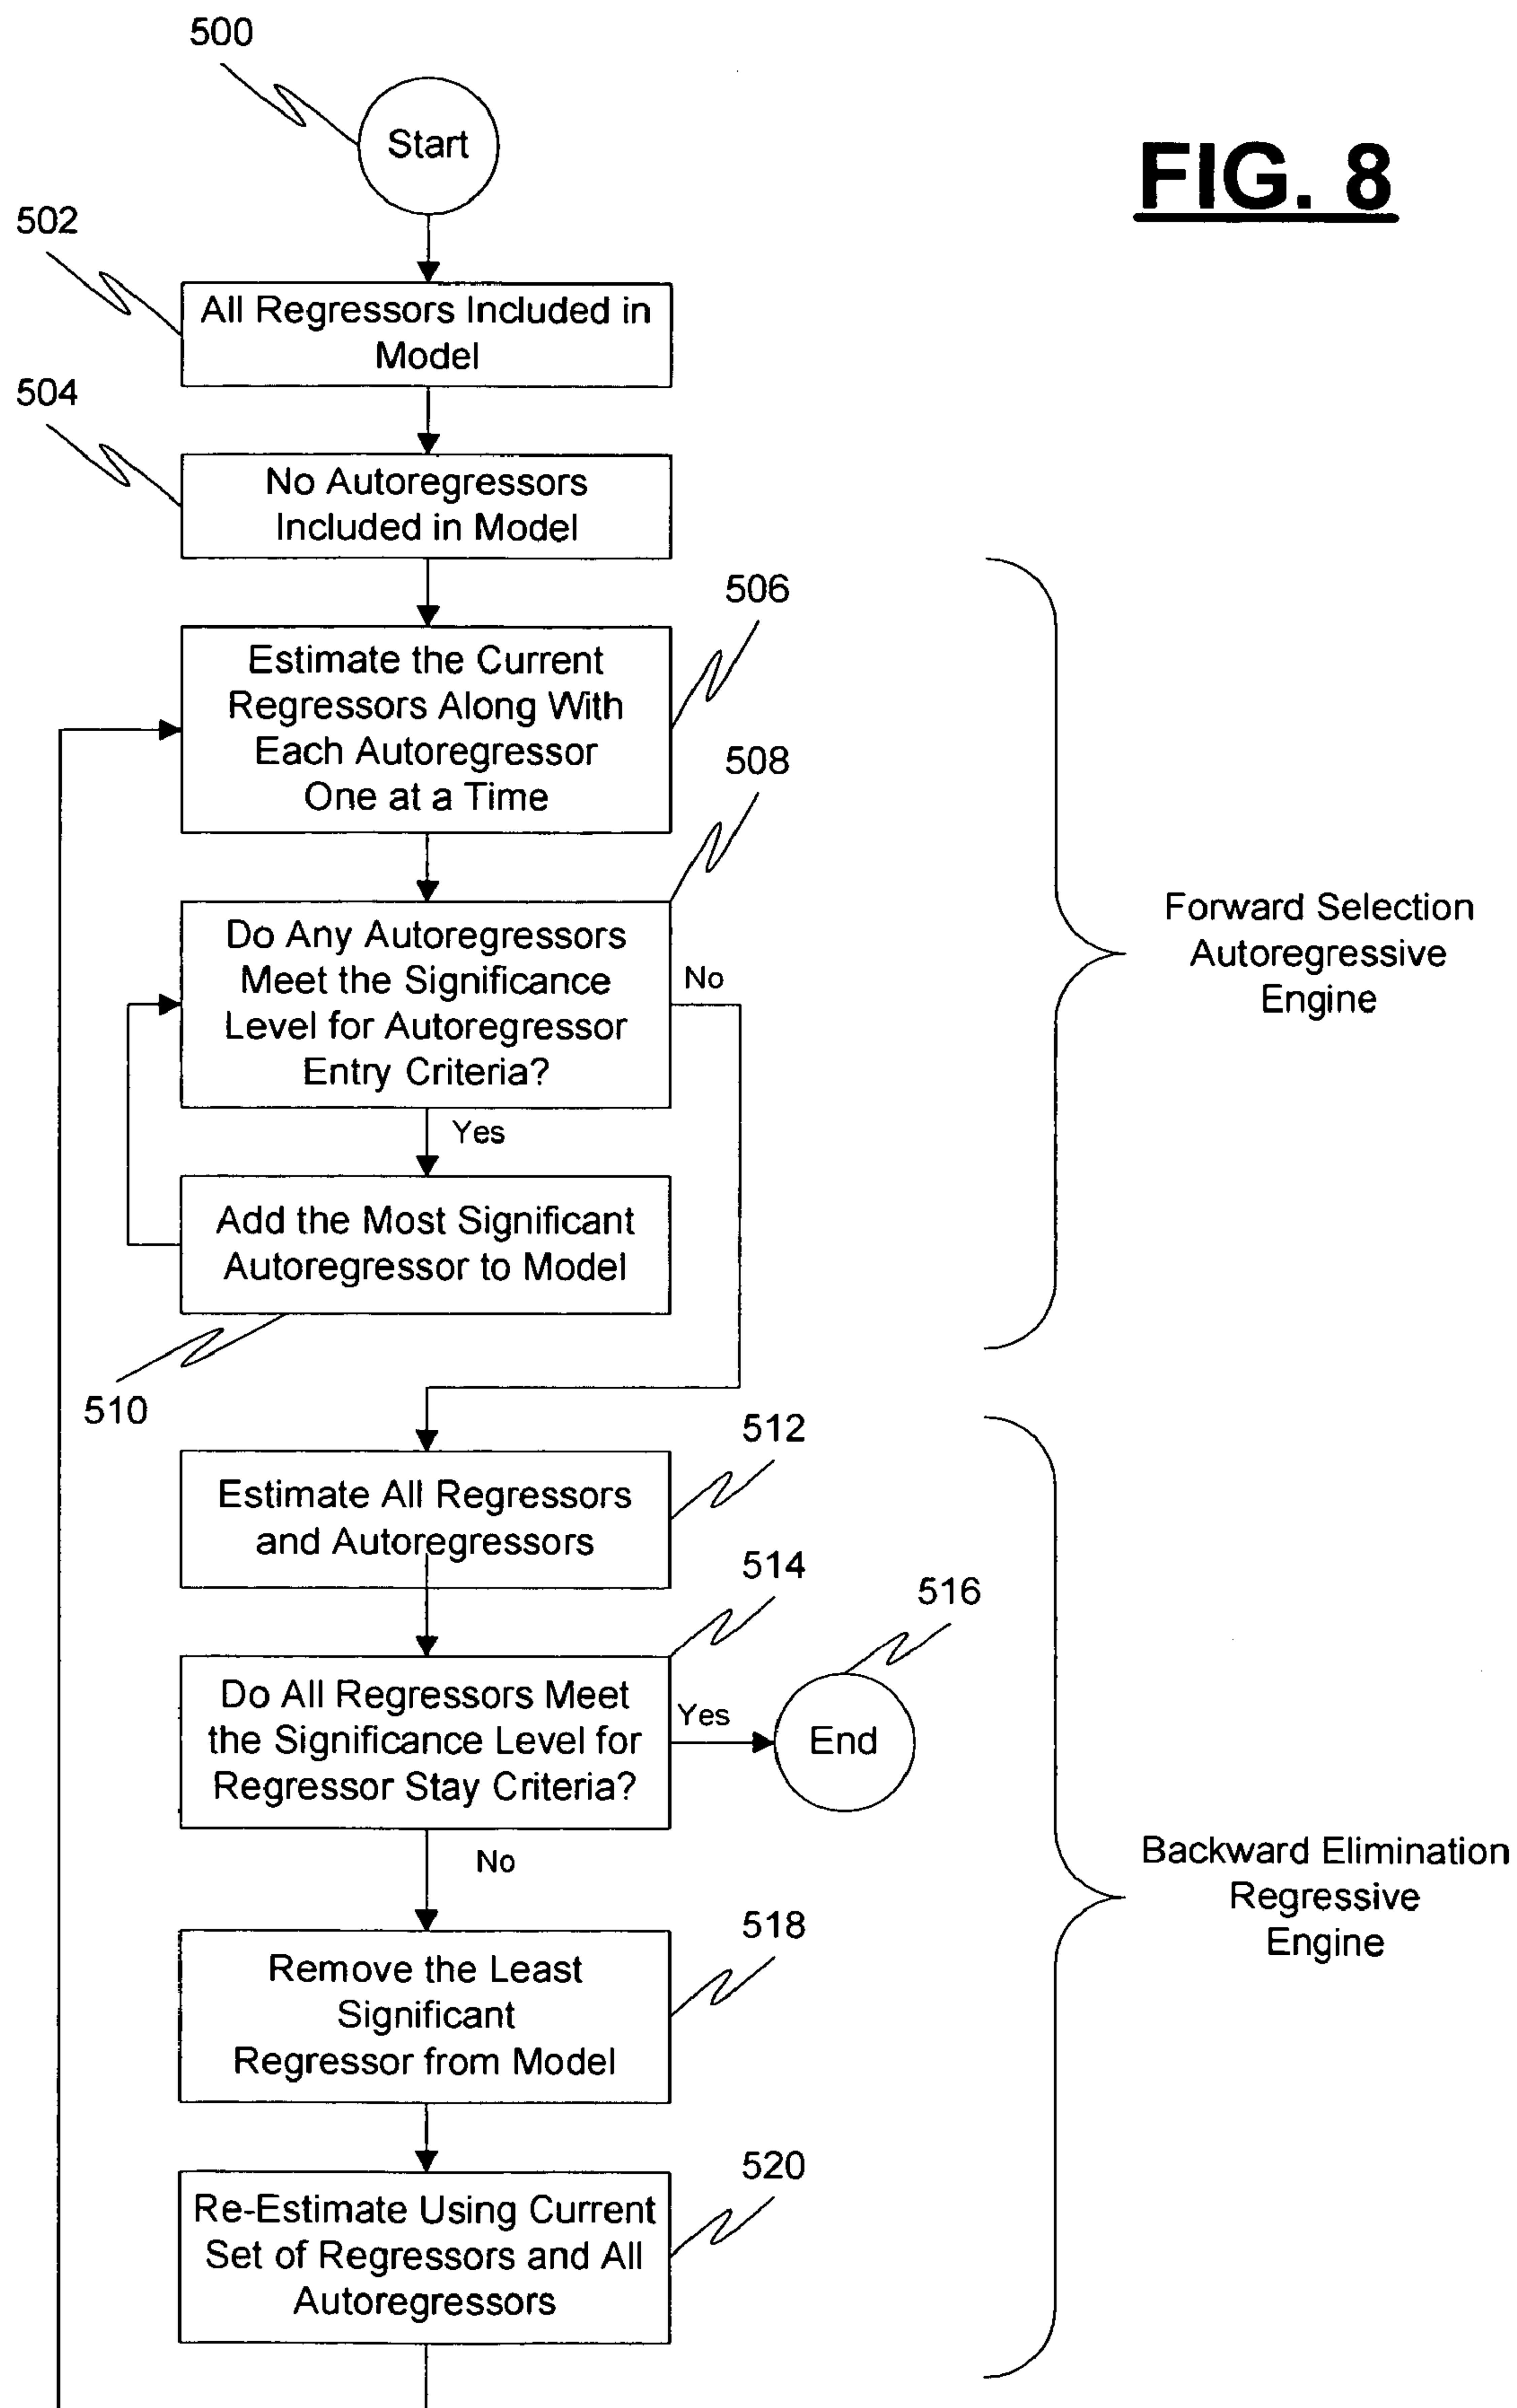 500
Start
FIG. 8
502
All Regressors Included in
Model
504
No Autoregressors
Included in Model
506
Estimate the Current
Regressors Along With
Each Autoregressor
One at a Time
508
Do Any Autoregressors
Meet the Significance
Level for Autoregressor
Entry Criteria?
No
Yes
Forward Selection
Autoregressive
Engine
Add the Most Significant
Autoregressor to Model
510
512
Estimate All Regressors
and Autoregressors
514
516
Do All Regressors Meet
the Significance Level for
Regressor Stay Criteria?
Yes
End
No
Backward Elimination
Regressive
Engine
518
Remove the Least
Significant
Regressor from Model
520
Re-Estimate Using Current
Set of Regressors and All
Autoregressors